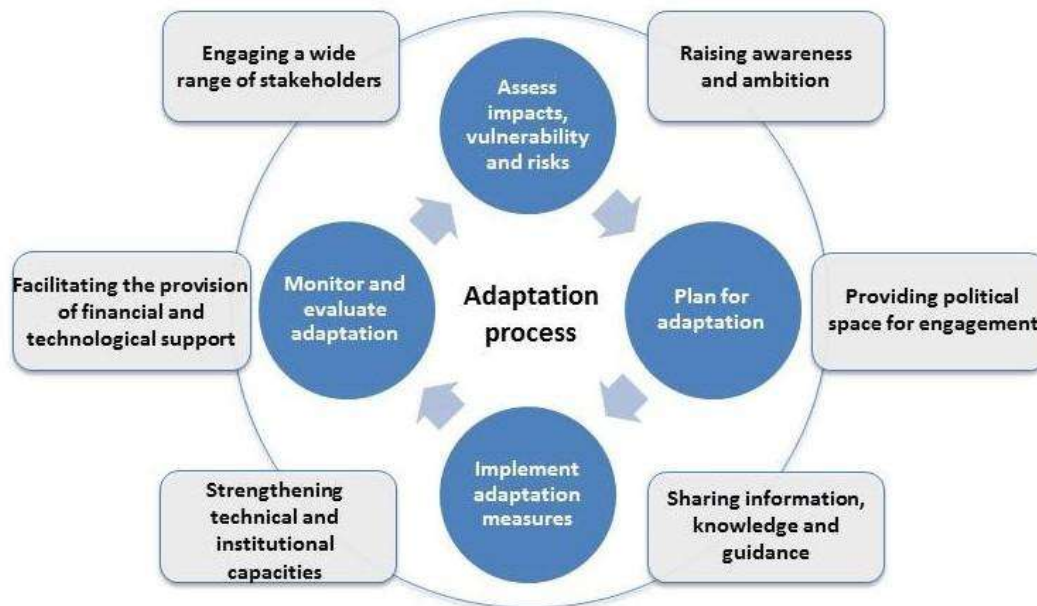 Engaging a wide
range of stakeholders
Raising awareness
and ambition
Assess
impacts,
vulnerability
and risks
Facilitating the provision
of financial and
technological support
Monitor and
evaluate adaptation
Adaptation
process
Plan for
adaptation
Providing political
space for engagement
Strengthening
technical and
institutional
capacities
Implement
adaptation
measures
Sharing information,
knowledge and
guidance